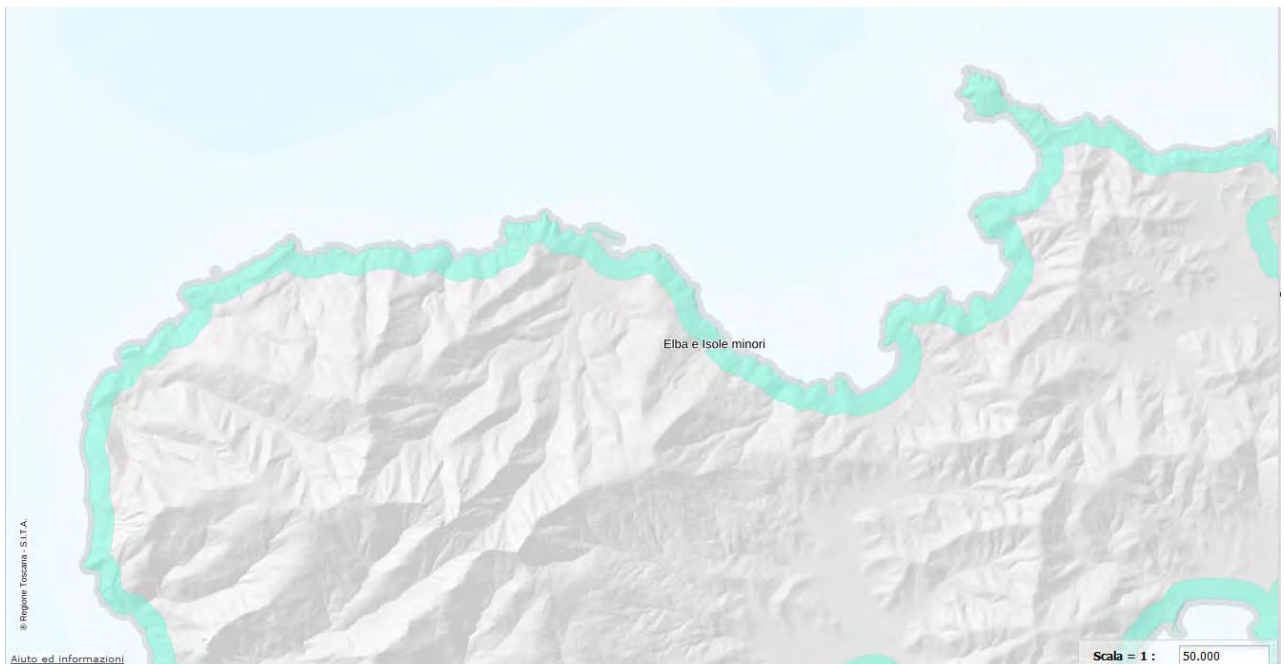 Elba e Isole minori
® Regione Toscana - S.I.T.A.
Aiuto ed informazioni
Scala = 1 : 50.000